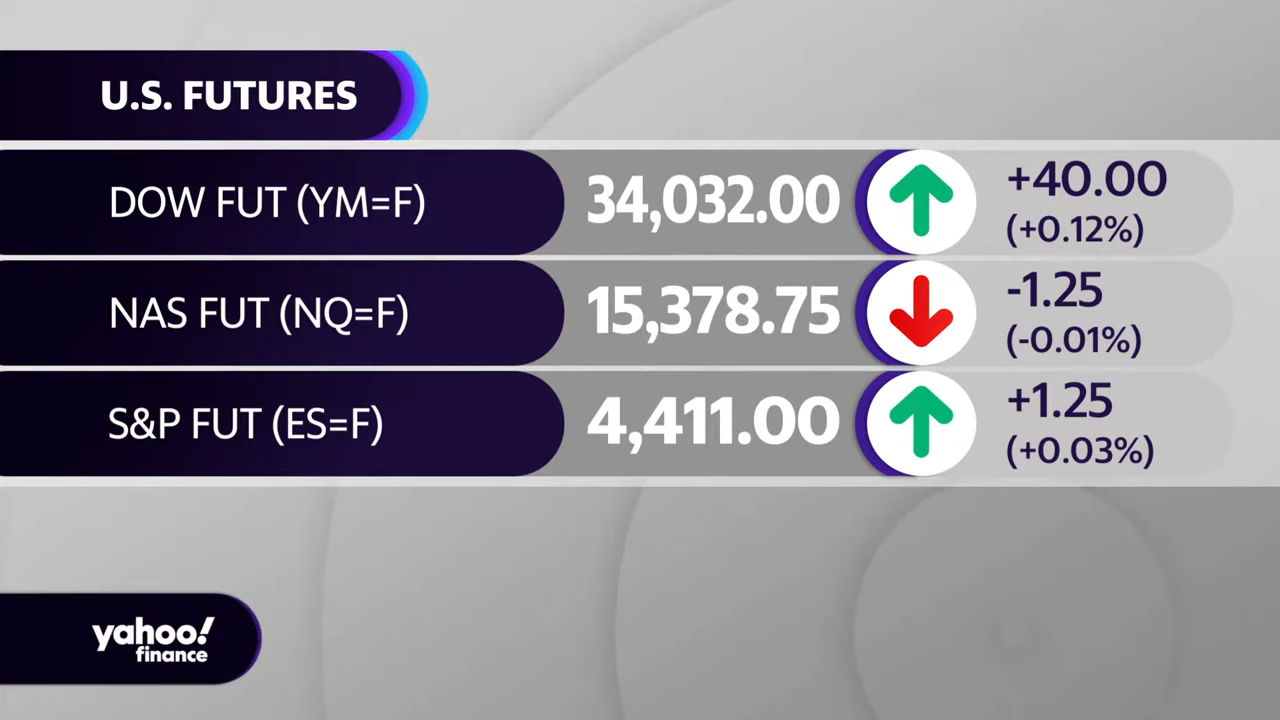 U.S. FUTURES
DOW FUT (YM=F) 34,032.00 +40.00
(+0.12%)
NAS FUT (NQ=F) 15,378.75 -1.25
(-0.01%)
S&P FUT (ES=F) 4,411.00 +1.25
(+0.03%)
yahoo!
finance